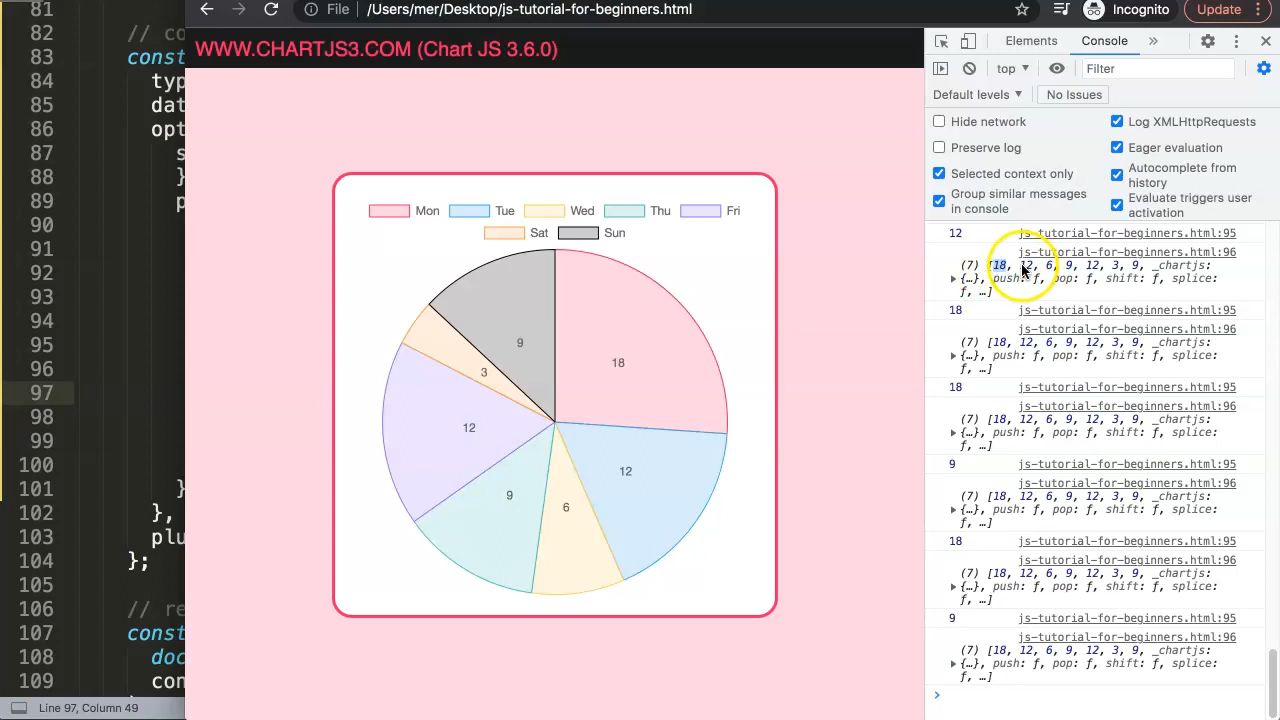 81
82 // co
83 const
84 typ
85 dat
86 opt
87 s
88 }
89 p
90
91
92
93
94
95
96
97
98
99
100
101 }
102 },
103 plu
104 };
105
106 // re
107 const
108 doc
109 con
Line 97, Column 49
File /Users/mer/Desktop/js-tutorial-for-beginners.html
Incognito
Update
WWW.CHARTJS3.COM (Chart JS 3.6.0)
Mon Tue Wed Thu Fri
Sat Sun
9
18
3
12
12
9
6
Elements Console »
top ▼ Filter
Default levels ▼ No Issues
Hide network Log XMLHttpRequests
Preserve log Eager evaluation
Selected context only Autocomplete from history
Group similar messages in console Evaluate triggers user activation
12 js-tutorial-for-beginners.html:95
js-tutorial-for-beginners.html:96
(7) [18, 12, 6, 9, 12, 3, 9, _chartjs:
{…}, push: ƒ, pop: ƒ, shift: ƒ, splice:
ƒ, …]
18 js-tutorial-for-beginners.html:95
js-tutorial-for-beginners.html:96
(7) [18, 12, 6, 9, 12, 3, 9, _chartjs:
{…}, push: ƒ, pop: ƒ, shift: ƒ, splice:
ƒ, …]
18 js-tutorial-for-beginners.html:95
js-tutorial-for-beginners.html:96
(7) [18, 12, 6, 9, 12, 3, 9, _chartjs:
{…}, push: ƒ, pop: ƒ, shift: ƒ, splice:
ƒ, …]
9 js-tutorial-for-beginners.html:95
js-tutorial-for-beginners.html:96
(7) [18, 12, 6, 9, 12, 3, 9, _chartjs:
{…}, push: ƒ, pop: ƒ, shift: ƒ, splice:
ƒ, …]
18 js-tutorial-for-beginners.html:95
js-tutorial-for-beginners.html:96
(7) [18, 12, 6, 9, 12, 3, 9, _chartjs:
{…}, push: ƒ, pop: ƒ, shift: ƒ, splice:
ƒ, …]
9 js-tutorial-for-beginners.html:95
js-tutorial-for-beginners.html:96
(7) [18, 12, 6, 9, 12, 3, 9, _chartjs:
{…}, push: ƒ, pop: ƒ, shift: ƒ, splice:
ƒ, …]
>